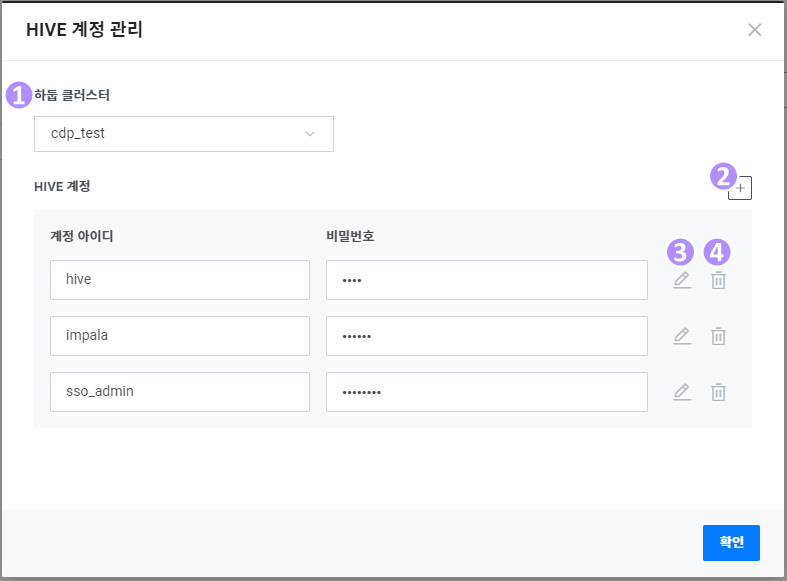 HIVE 계정 관리
1 하둡 클러스터
cdp_test
HIVE 계정
2
계정 아이디 비밀번호
3 4
hive ••••
impala ••••••
sso_admin ••••••••
확인